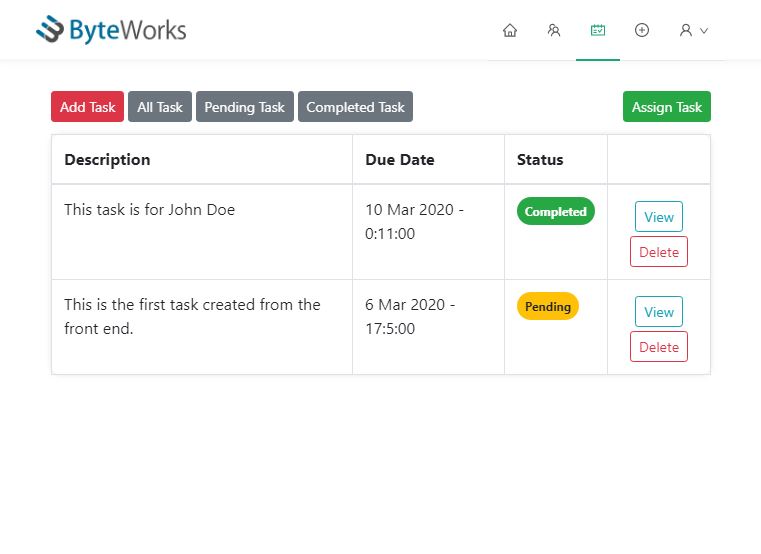 ByteWorks
Add Task All Task Pending Task Completed Task Assign Task
Description Due Date Status
This task is for John Doe 10 Mar 2020 - Completed View
0:11:00 Delete
This is the first task created from the 6 Mar 2020 - Pending View
front end. 17:5:00 Delete